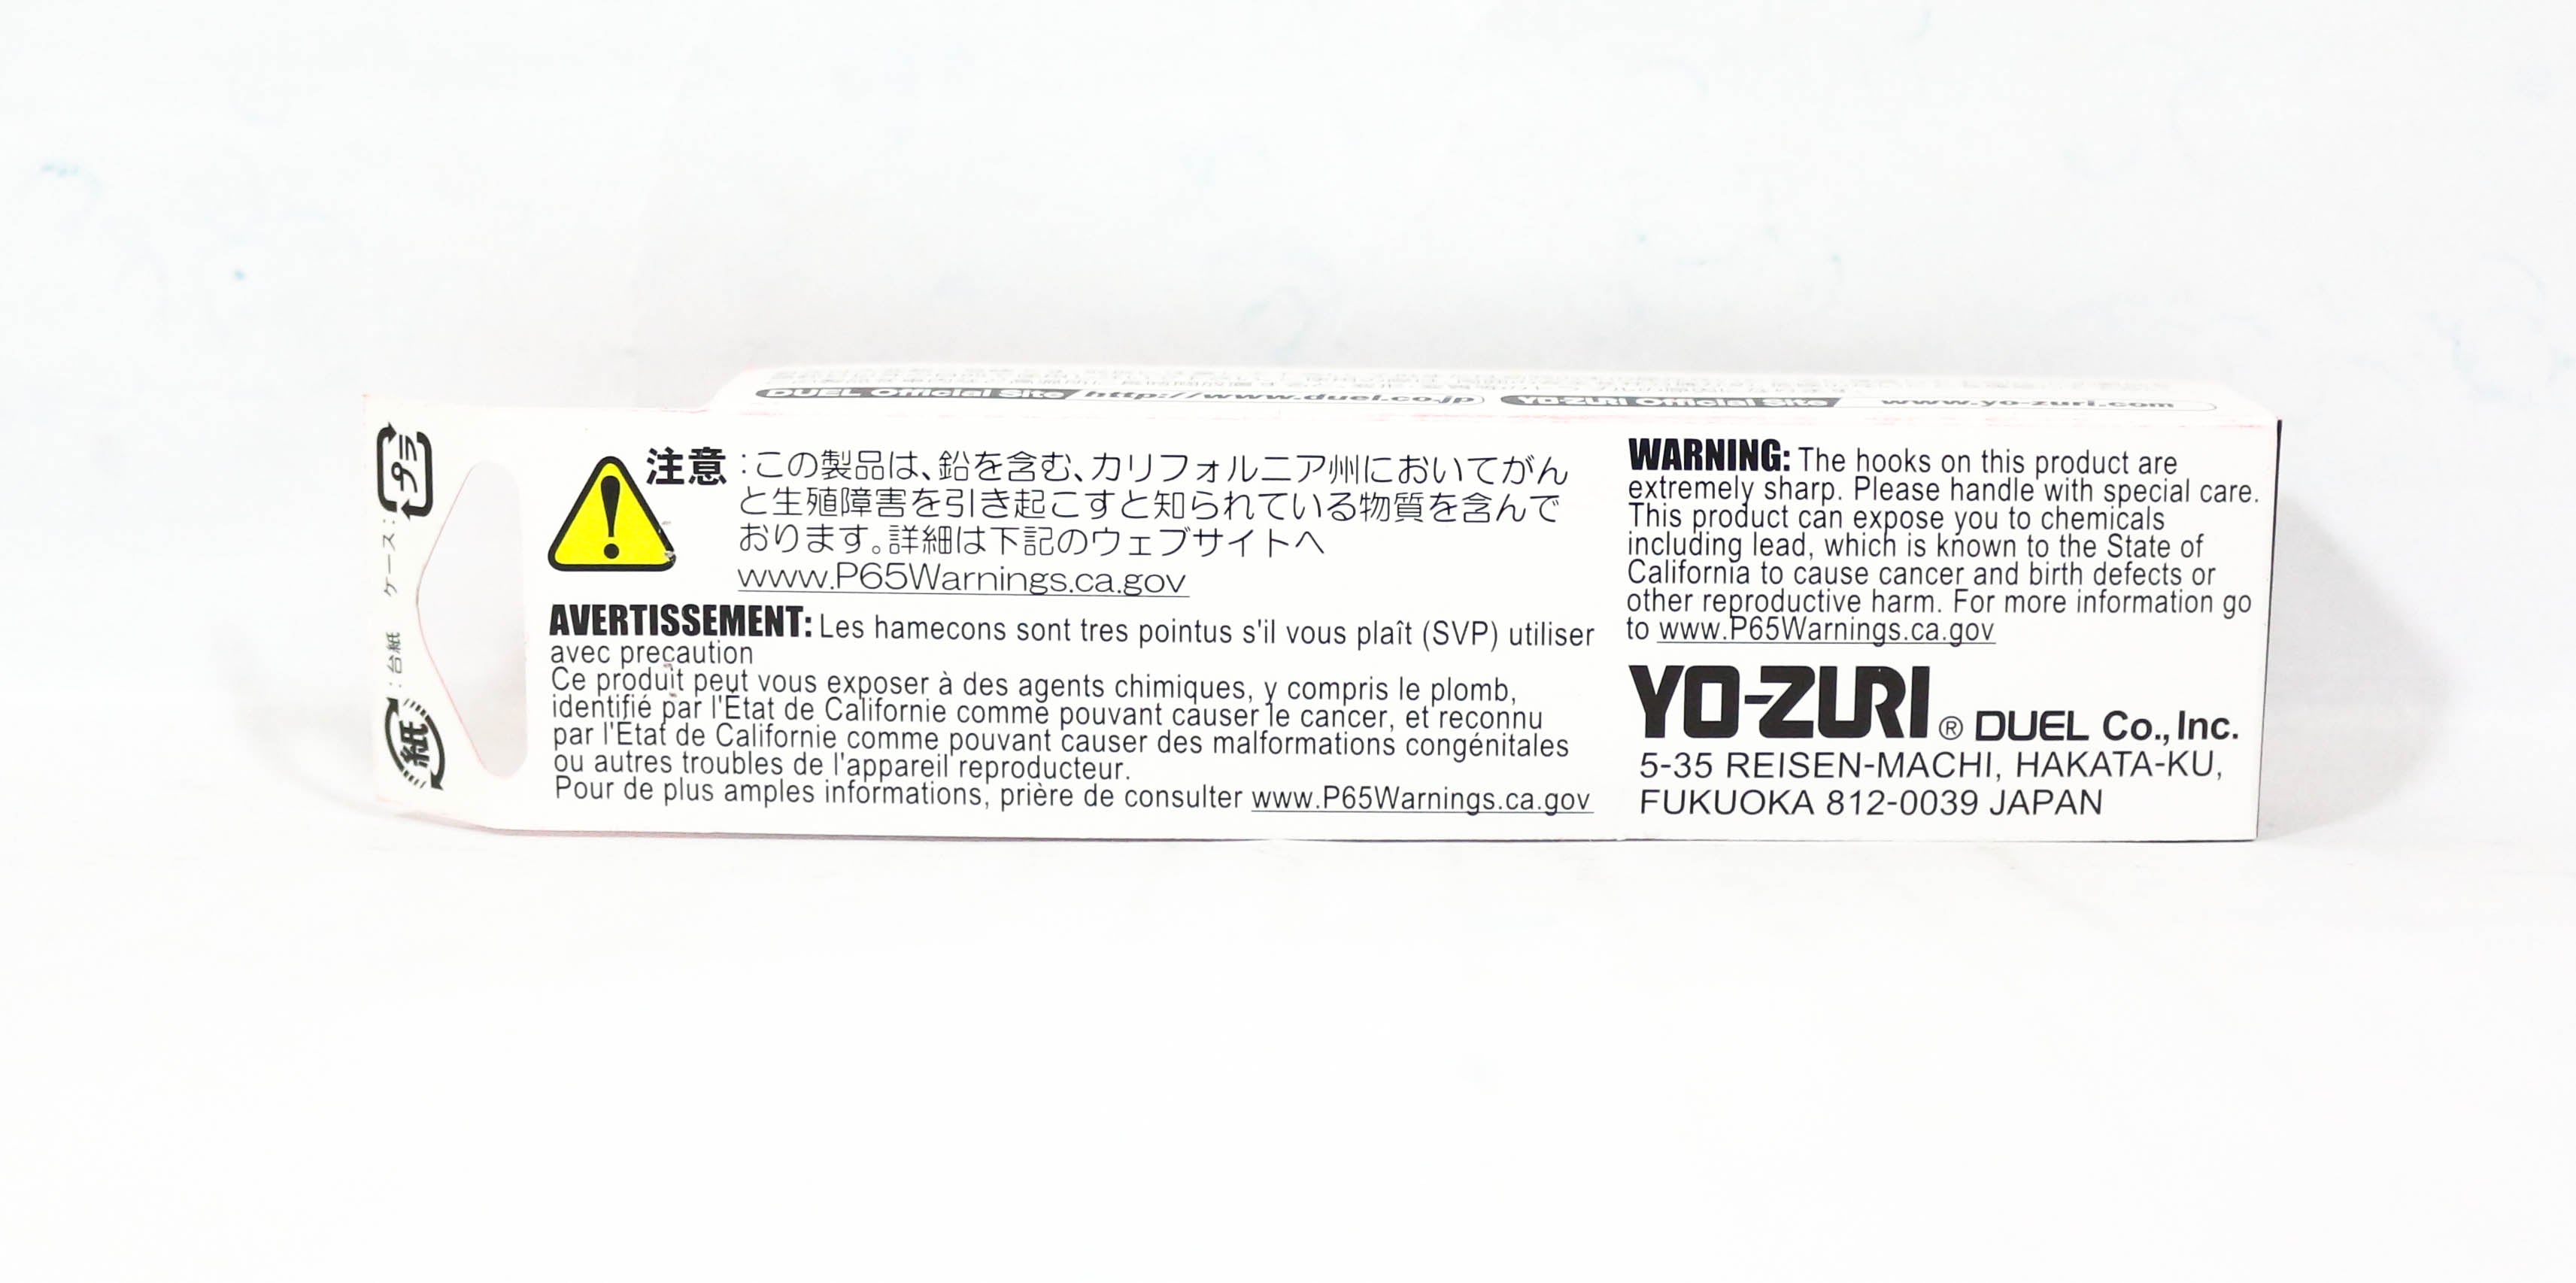 DUEL Official Site http://www.duel.co.jp YO-ZURI Official Site www.yo-zuri.com
プラ
ケース:
:台紙
紙
注意:この製品は、鉛を含む、カリフォルニア州においてがん
と生殖障害を引き起こすと知られている物質を含んで
おります。詳細は下記のウェブサイトへ
www.P65Warnings.ca.gov
AVERTISSEMENT: Les hamecons sont tres pointus s'il vous plaît (SVP) utiliser
avec precaution
Ce produit peut vous exposer à des agents chimiques, y compris le plomb,
identifié par l'État de Californie comme pouvant causer le cancer, et reconnu
par l'État de Californie comme pouvant causer des malformations congénitales
ou autres troubles de l'appareil reproducteur.
Pour de plus amples informations, prière de consulter www.P65Warnings.ca.gov
WARNING: The hooks on this product are
extremely sharp. Please handle with special care.
This product can expose you to chemicals
including lead, which is known to the State of
California to cause cancer and birth defects or
other reproductive harm. For more information go
to www.P65Warnings.ca.gov
YO-ZURI ® DUEL Co., Inc.
5-35 REISEN-MACHI, HAKATA-KU,
FUKUOKA 812-0039 JAPAN